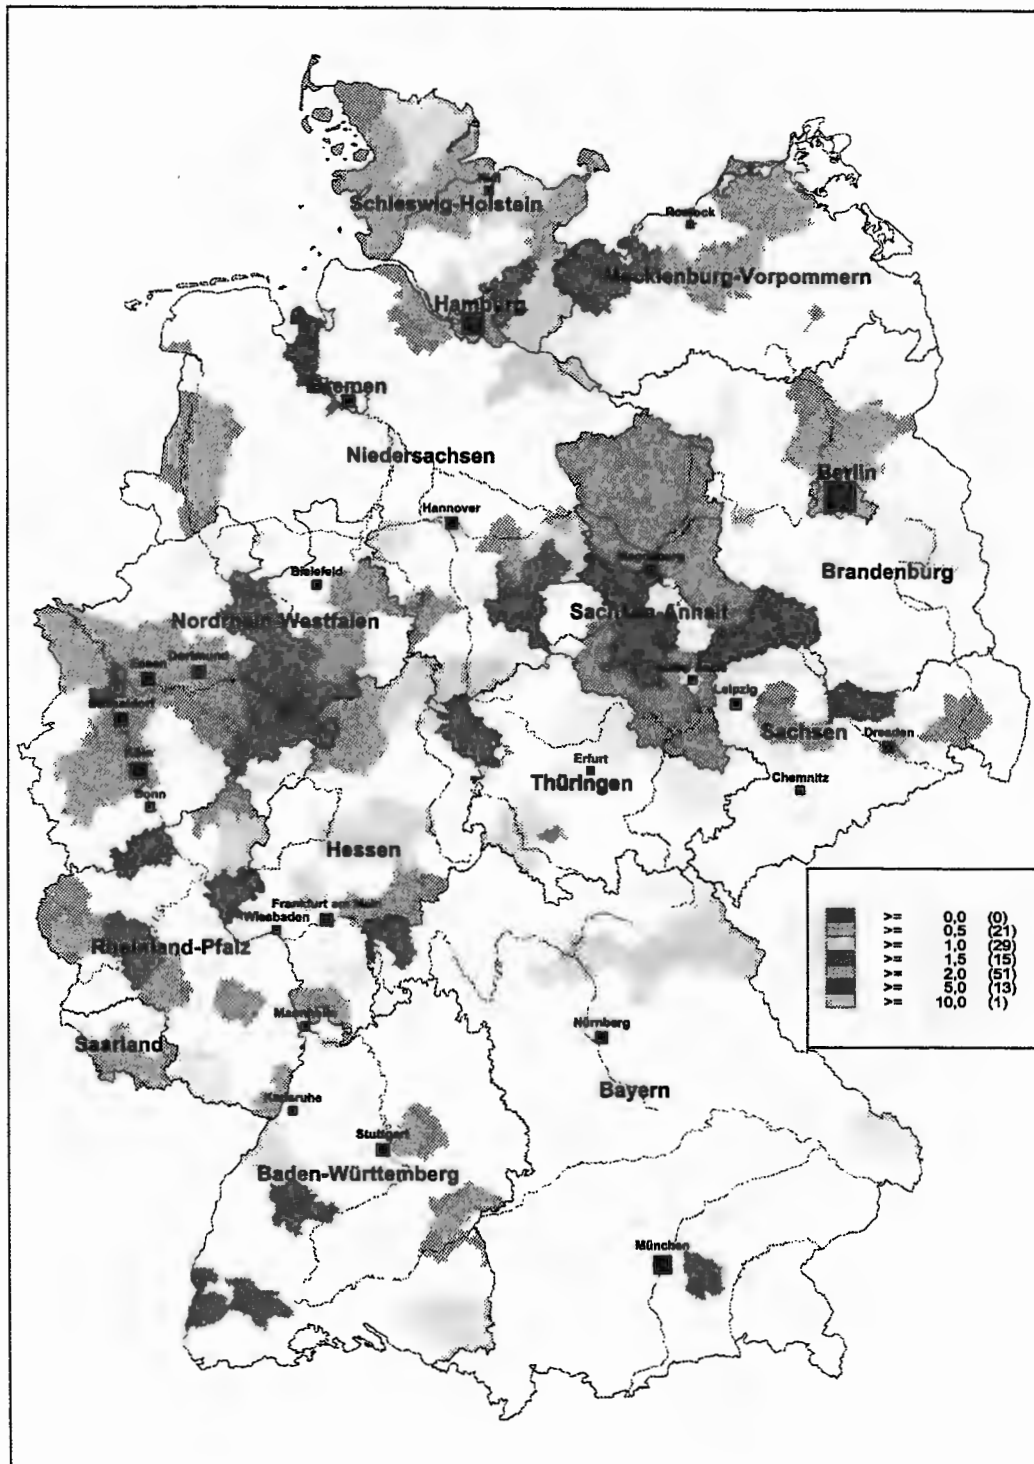 Kiel
Schleswig-Holstein
Rostock
Mecklenburg-Vorpommern
Hamburg
Bremen
Niedersachsen
Berlin
Hannover
Magdeburg
Brandenburg
Bielefeld
Nordrhein-Westfalen
Sachsen-Anhalt
Essen
Dortmund
Düsseldorf
Leipzig
Sachsen
Dresden
Köln
Erfurt
Thüringen
Chemnitz
Bonn
Hessen
Frankfurt am Main
Wiesbaden
Rheinland-Pfalz
>= 0,0 (0)
>= 0,5 (21)
>= 1,0 (29)
>= 1,5 (15)
>= 2,0 (51)
>= 5,0 (13)
>= 10,0 (1)
Mannheim
Saarland
Nürnberg
Bayern
Karlsruhe
Stuttgart
Baden-Württemberg
München